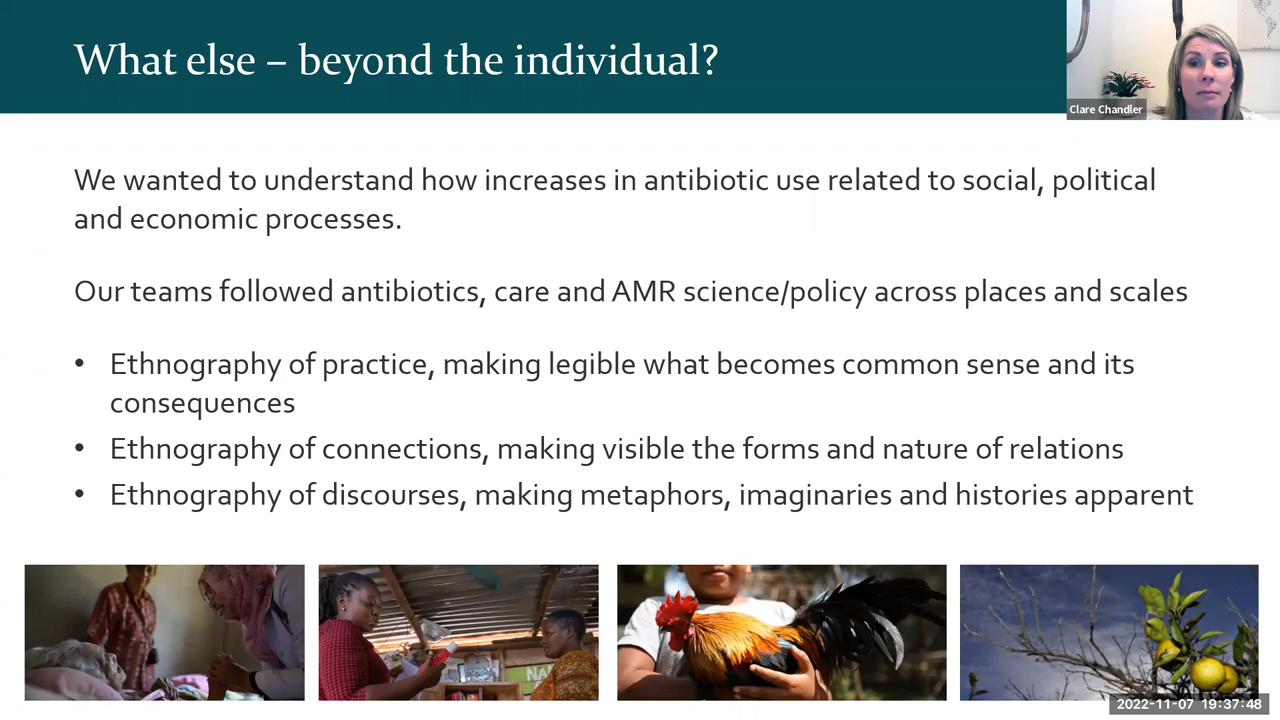 What else – beyond the individual?
Clare Chandler
We wanted to understand how increases in antibiotic use related to social, political
and economic processes.
Our teams followed antibiotics, care and AMR science/policy across places and scales
• Ethnography of practice, making legible what becomes common sense and its
consequences
• Ethnography of connections, making visible the forms and nature of relations
• Ethnography of discourses, making metaphors, imaginaries and histories apparent
NA
2022-11-07 19:37:48